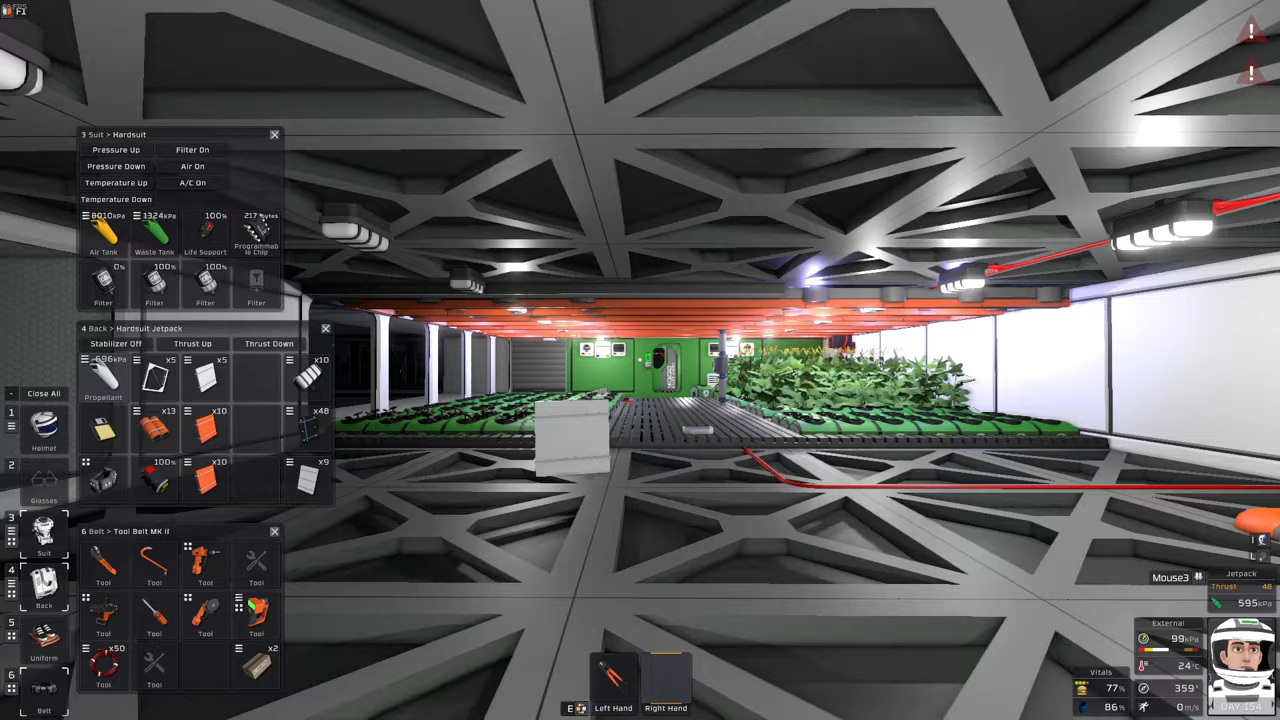 F1
3 Suit > Hardsuit
Pressure Up
Filter On
Pressure Down
Air On
Temperature Up
A/C On
Temperature Down
8010kPa
1324kPa
100%
217 bytes
Air Tank
Waste Tank
Life Support
Programmab
le Chip
0%
100%
100%
Filter
Filter
Filter
Filter
4 Back > Hardsuit Jetpack
Stabilizer Off
Thrust Up
Thrust Down
x5
x5
x10
Propellant
x13
x10
x48
100%
x10
x9
Close All
1
Helmet
2
Glasses
3
Suit
4
Back
5
Uniform
6
Belt
6 Belt > Tool Belt MK II
Tool
Tool
Tool
Tool
Tool
Tool
Tool
Tool
x50
x2
Tool
Tool
E
Left Hand
Right Hand
Mouse3
Jetpack
Thrust 48
595kPa
External
99kPa
24°C
359°
0m/s
Vitals
77%
86%
DAY 154